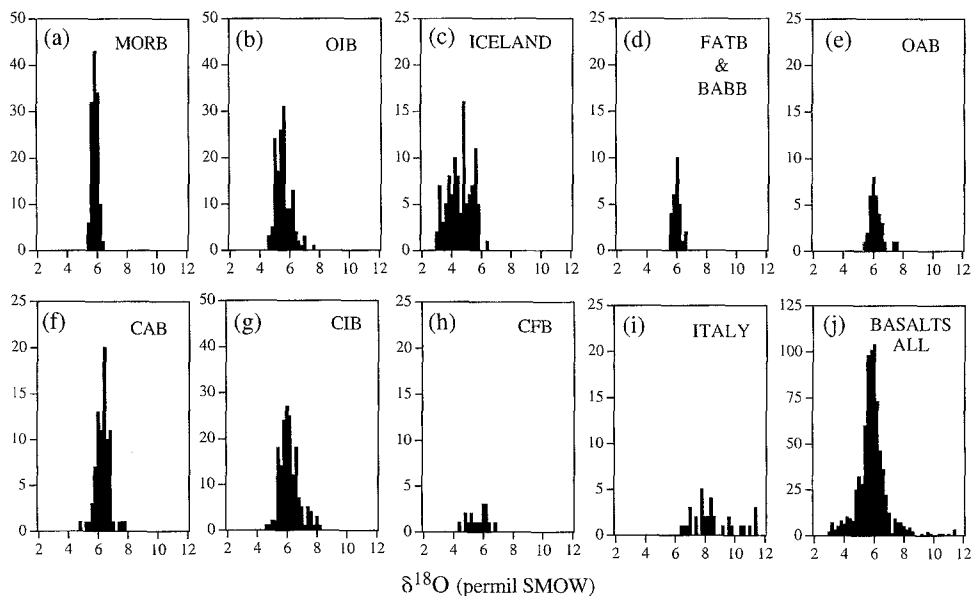 (a) MORB
50
40
30
20
10
0
2 4 6 8 10 12
(b) OIB
50
40
30
20
10
0
2 4 6 8 10 12
(c) ICELAND
25
20
15
10
5
0
2 4 6 8 10 12
(d) FATB
&
BABB
25
20
15
10
5
0
2 4 6 8 10 12
(e) OAB
25
20
15
10
5
0
2 4 6 8 10 12
(f) CAB
25
20
15
10
5
0
2 4 6 8 10 12
(g) CIB
50
40
30
20
10
0
2 4 6 8 10 12
(h) CFB
25
20
15
10
5
0
2 4 6 8 10 12
(i) ITALY
25
20
15
10
5
0
2 4 6 8 10 12
(j) BASALTS
ALL
125
100
75
50
25
0
2 4 6 8 10 12
δ¹⁸O (permil SMOW)